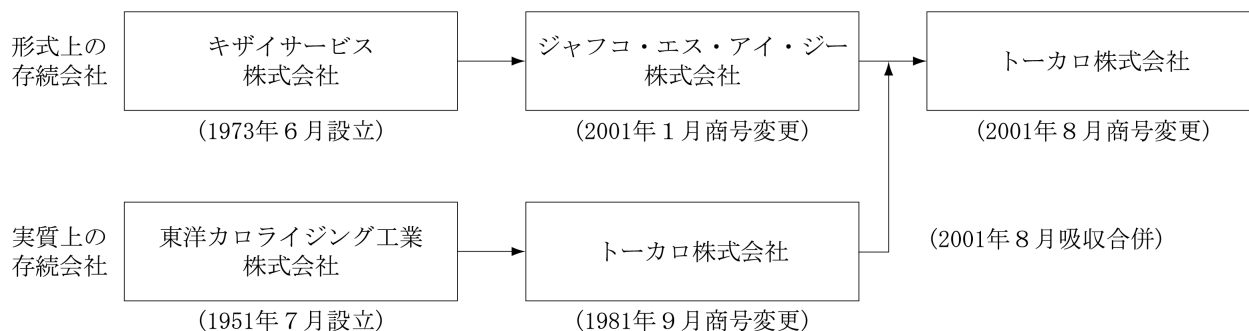 形式上の
存続会社
キザイサービス
株式会社
(1973年６月設立)
ジャフコ・エス・アイ・ジー
株式会社
(2001年１月商号変更)
トーカロ株式会社
(2001年８月商号変更)
実質上の
存続会社
東洋カロライジング工業
株式会社
(1951年７月設立)
トーカロ株式会社
(1981年９月商号変更)
(2001年８月吸収合併)